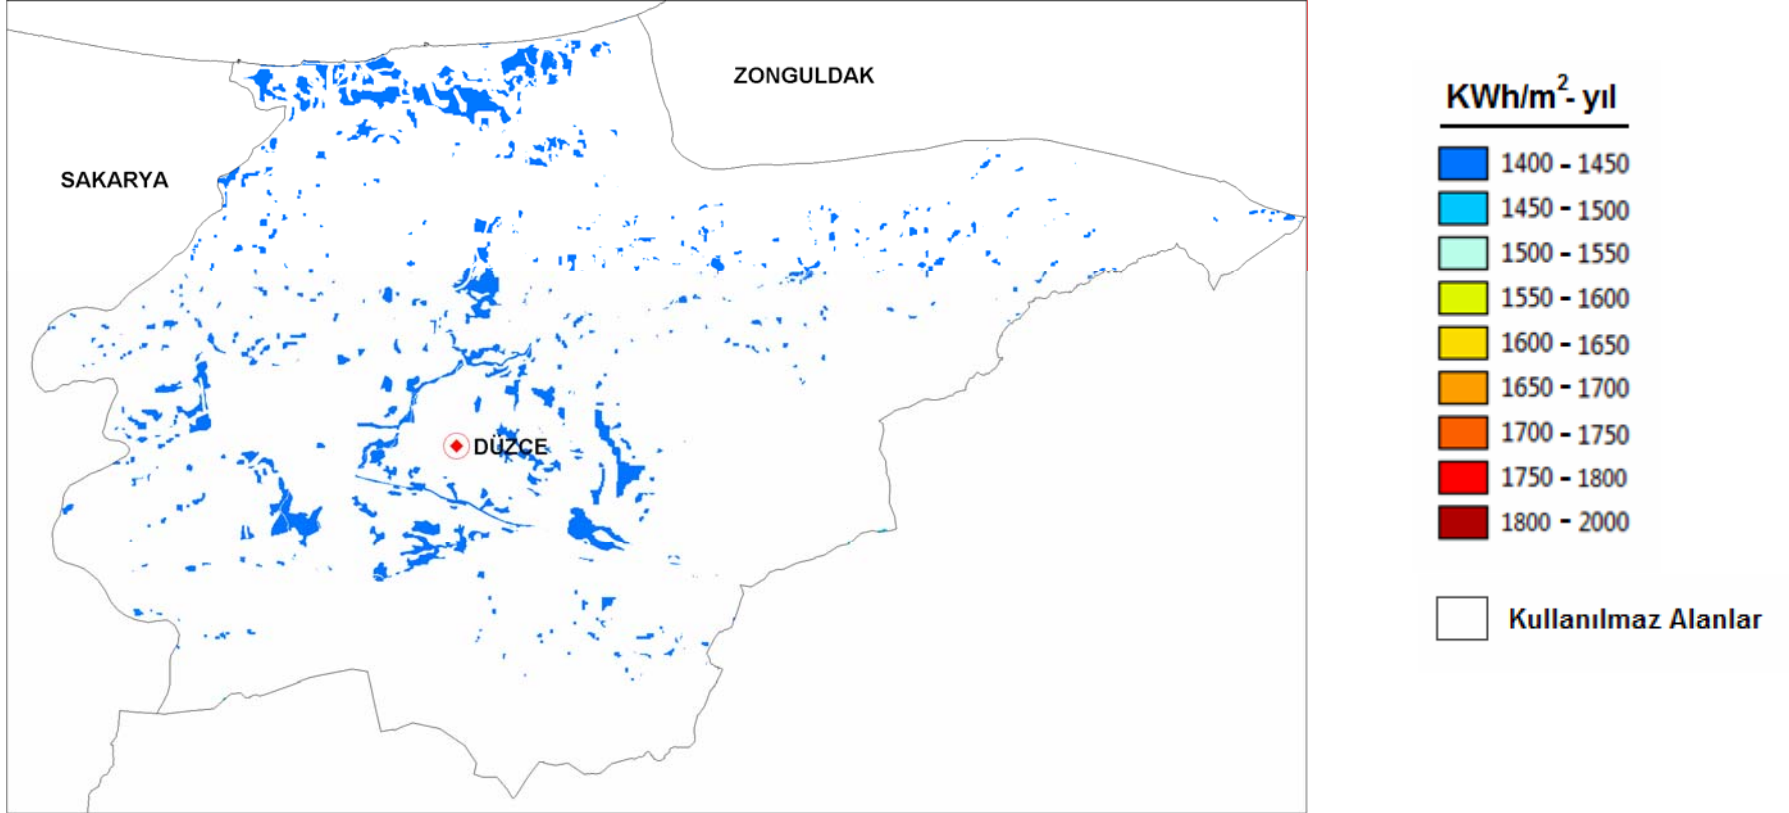 ZONGULDAK
SAKARYA
DÜZCE
KWh/m²- yıl
1400 - 1450
1450 - 1500
1500 - 1550
1550 - 1600
1600 - 1650
1650 - 1700
1700 - 1750
1750 - 1800
1800 - 2000
Kullanılmaz Alanlar